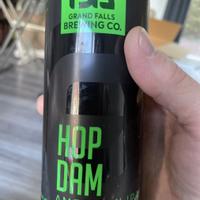 GRAND FALLS
BREWING CO.
HOP
DAM